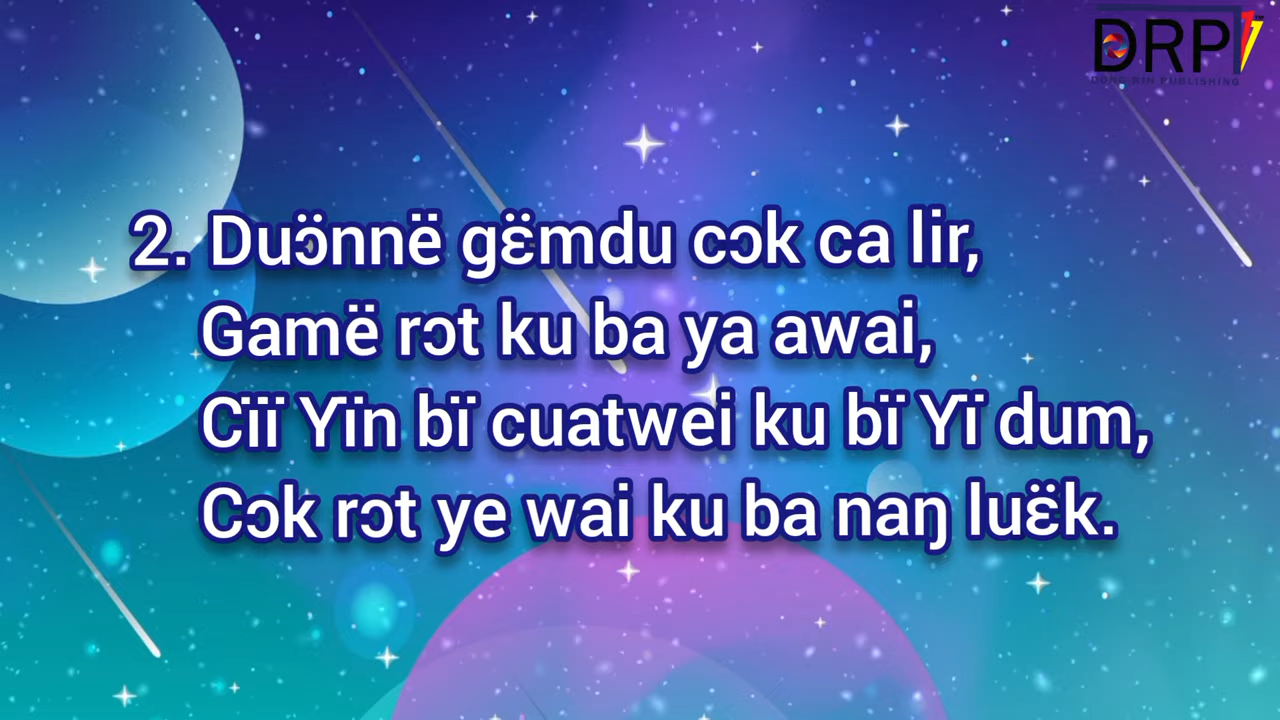 DRP
2. Duɔ̈nnë gɛ̈mdu cɔk ca lir,
Gamë rɔt ku ba ya awai,
Cïï Yïn bï cuatwei ku bï Yï dum,
Cɔk rɔt ye wai ku ba naŋ luɛ̈k.